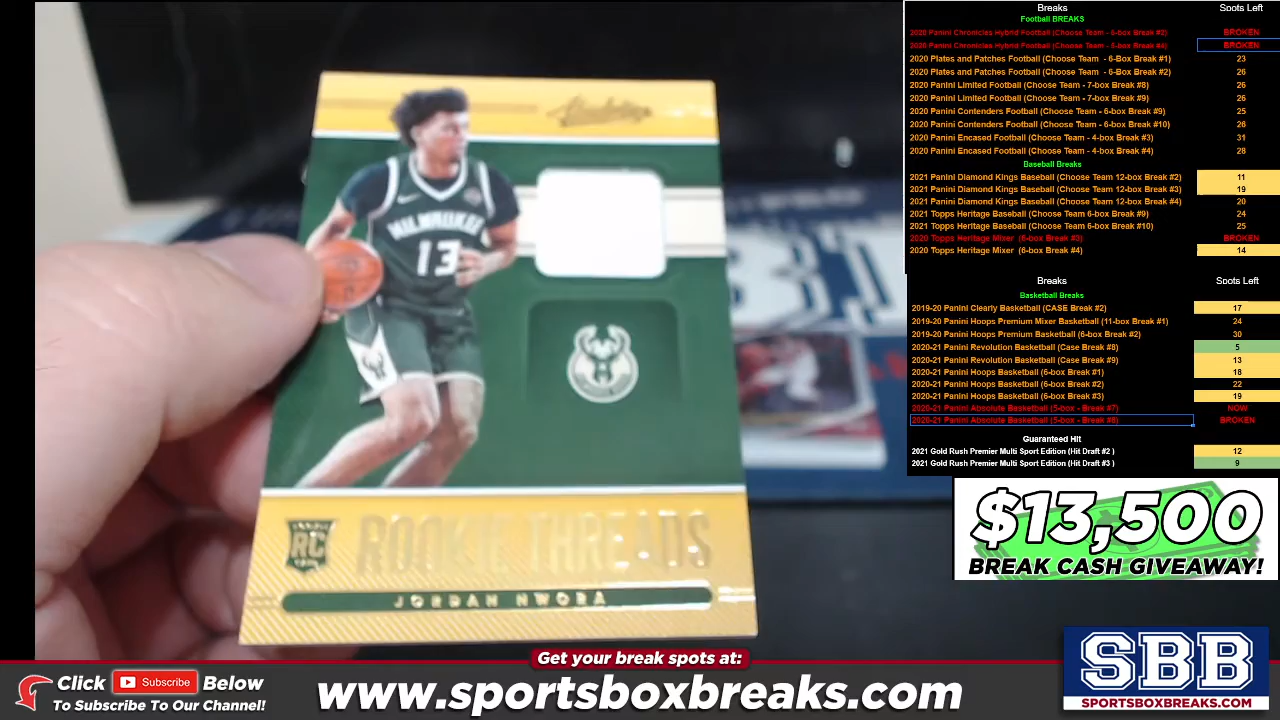 Absolute
MILWAUKEE
13
RC
ROOKIE THREADS
JORDAN NWORA
Breaks Spots Left
Football BREAKS
2020 Panini Chronicles Hybrid Football (Choose Team - 6-box Break #3) BROKEN
2020 Plates and Patches Football (Choose Team - 6-Box Break #1) 23
2020 Plates and Patches Football (Choose Team - 6-Box Break #2) 26
2020 Panini Limited Football (Choose Team - 7-box Break #8) 26
2020 Panini Limited Football (Choose Team - 7-box Break #9) 26
2020 Panini Contenders Football (Choose Team - 6-box Break #9) 25
2020 Panini Contenders Football (Choose Team - 6-box Break #10) 26
2020 Panini Encased Football (Choose Team - 4-box Break #3) 31
2020 Panini Encased Football (Choose Team - 4-box Break #4) 28
Baseball Breaks
2021 Panini Diamond Kings Baseball (Choose Team 12-box Break #2) 11
2021 Panini Diamond Kings Baseball (Choose Team 12-box Break #3) 19
2021 Panini Diamond Kings Baseball (Choose Team 12-box Break #4) 20
2021 Topps Heritage Baseball (Choose Team 6-box Break #9) 24
2021 Topps Heritage Baseball (Choose Team 6-box Break #10) 25
2020 Topps Heritage Mixer (6-box Break #3) BROKEN
2020 Topps Heritage Mixer (6-box Break #4) 14
Breaks Spots Left
Basketball Breaks
2019-20 Panini Clearly Basketball (CASE Break #2) 17
2019-20 Panini Hoops Premium Mixer Basketball (11-box Break #1) 24
2019-20 Panini Hoops Premium Basketball (6-box Break #2) 30
2020-21 Panini Revolution Basketball (Case Break #8) 5
2020-21 Panini Revolution Basketball (Case Break #9) 13
2020-21 Panini Hoops Basketball (6-box Break #1) 18
2020-21 Panini Hoops Basketball (6-box Break #2) 22
2020-21 Panini Hoops Basketball (6-box Break #3) 19
2020-21 Panini Absolute Basketball (5-box - Break #7) NOW
2020-21 Panini Absolute Basketball (5-box - Break #8) BROKEN
Guaranteed Hit
2021 Gold Rush Premier Multi Sport Edition (Hit Draft #2 ) 12
2021 Gold Rush Premier Multi Sport Edition (Hit Draft #3 ) 9
$13,500
BREAK CASH GIVEAWAY!
Get your break spots at:
Click Subscribe Below
To Subscribe To Our Channel!
www.sportsboxbreaks.com
SBB
SPORTSBOXBREAKS.COM